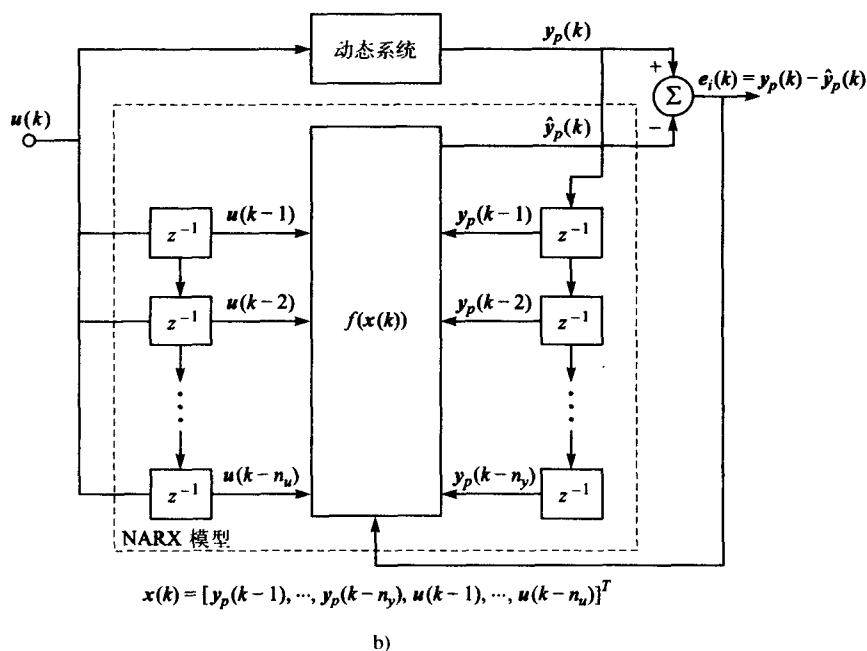 动态系统
y_p(k)
+
Σ
e_i(k) = y_p(k) − ŷ_p(k)
−
u(k)
ŷ_p(k)
z^{-1}
u(k−1)
y_p(k−1)
z^{-1}
z^{-1}
u(k−2)
f(x(k))
y_p(k−2)
z^{-1}
z^{-1}
u(k−n_u)
y_p(k−n_y)
z^{-1}
NARX 模型
x(k) = [y_p(k−1), ⋯, y_p(k−n_y), u(k−1), ⋯, u(k−n_u)}]^T
b)